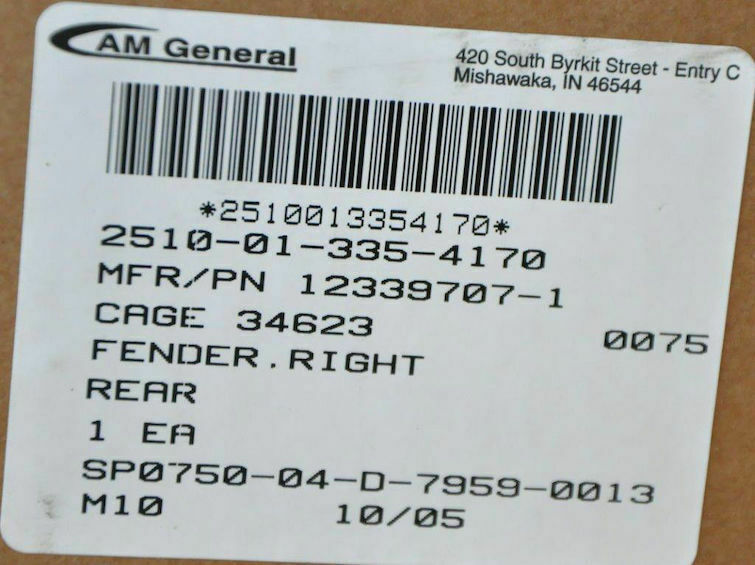 AM General
420 South Byrkit Street - Entry C
Mishawaka, IN 46544
*2510013354170*
2510-01-335-4170
MFR/PN 12339707-1
CAGE 34623 0075
FENDER.RIGHT
REAR
1 EA
SP0750-04-D-7959-0013
M10 10/05